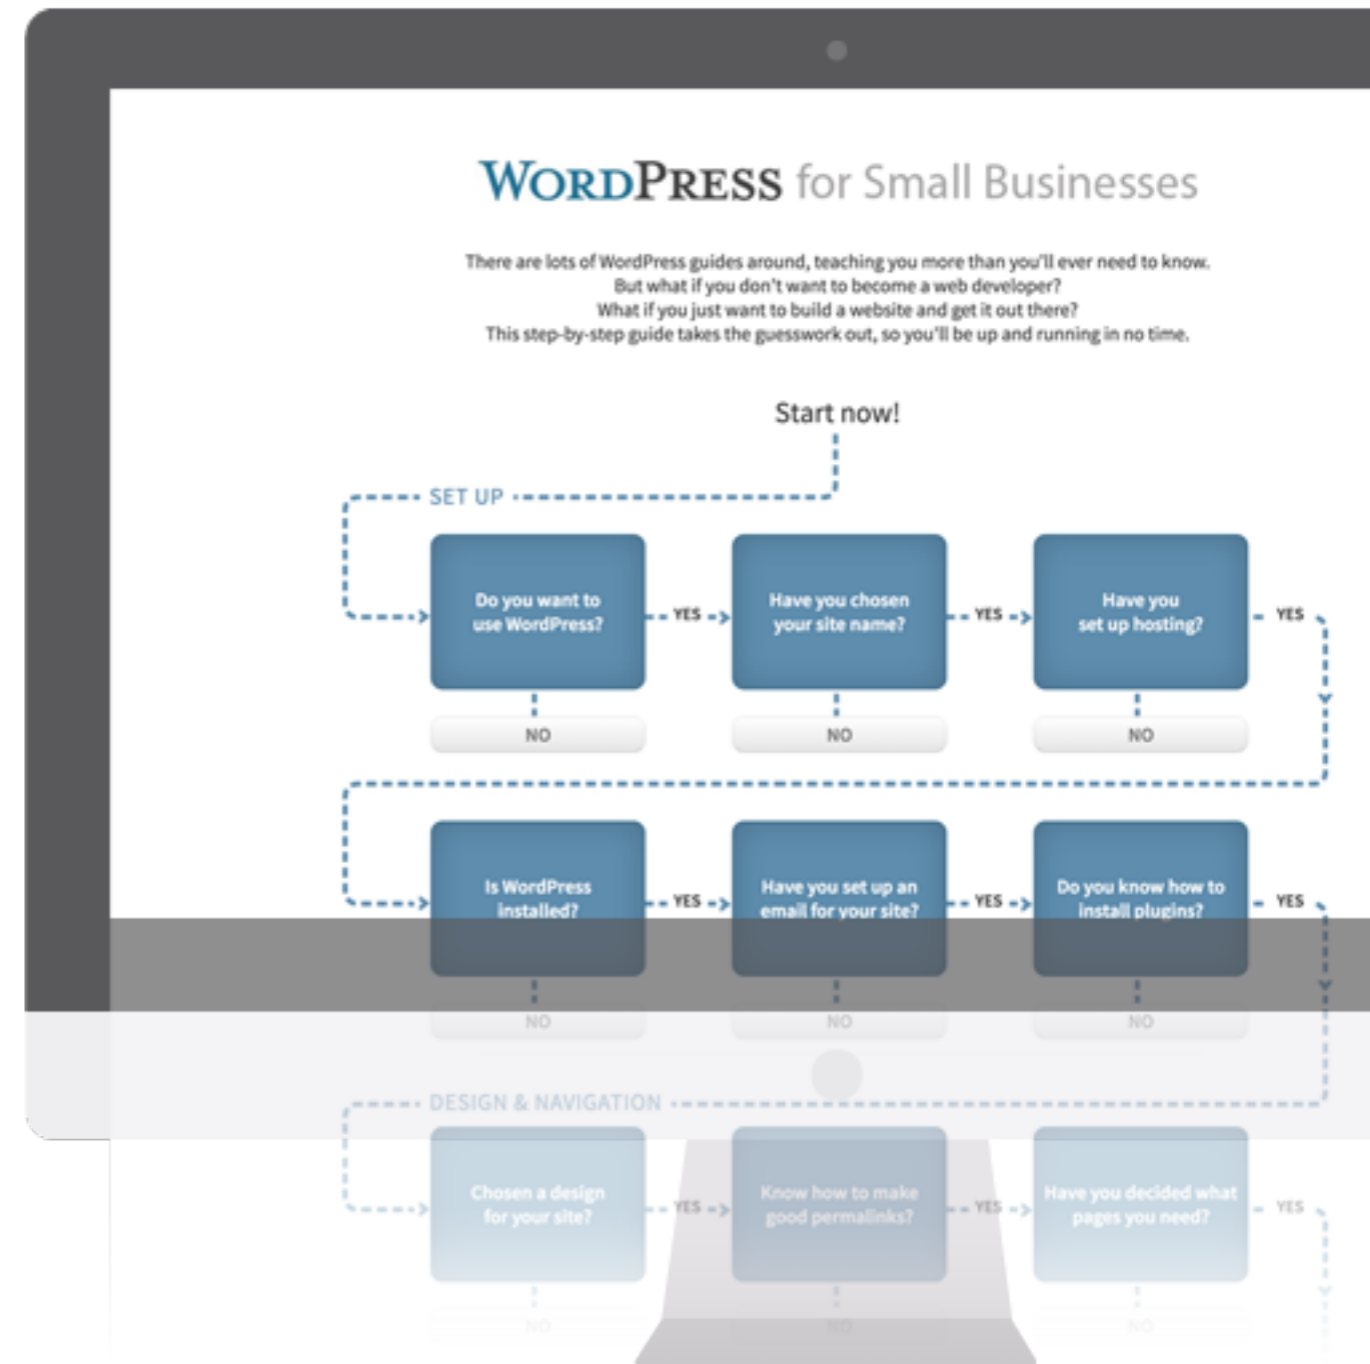 WORDPRESS for Small Businesses
There are lots of WordPress guides around, teaching you more than you'll ever need to know.
But what if you don't want to become a web developer?
What if you just want to build a website and get it out there?
This step-by-step guide takes the guesswork out, so you'll be up and running in no time.
Start now!
SET UP
Do you want to
use WordPress?
YES
Have you chosen
your site name?
YES
Have you
set up hosting?
YES
NO
NO
NO
Is WordPress
installed?
YES
Have you set up an
email for your site?
YES
Do you know how to
install plugins?
YES
NO
NO
NO
DESIGN & NAVIGATION
Chosen a design
for your site?
YES
Know how to make
good permalinks?
YES
Have you decided what
pages you need?
YES
NO
NO
NO